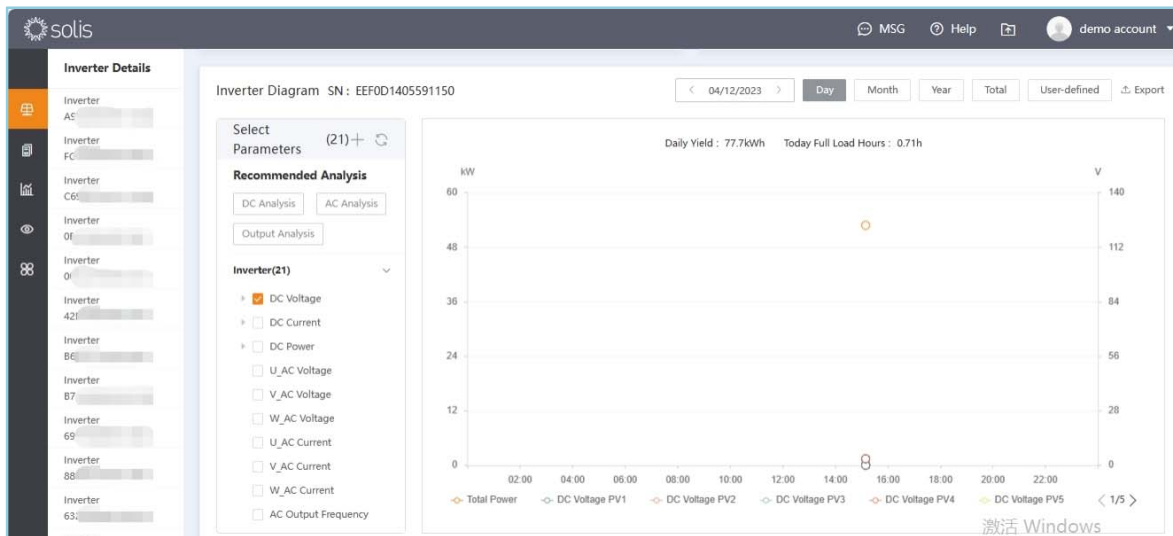 solis
MSG
Help
demo account
Inverter Details
Inverter
Inverter
Inverter
Inverter
Inverter
Inverter
Inverter
Inverter
Inverter
Inverter
Inverter
Inverter Diagram SN : EEF0D1405591150
04/12/2023
Day
Month
Year
Total
User-defined
Export
Select Parameters
(21)
Recommended Analysis
DC Analysis
AC Analysis
Output Analysis
Inverter(21)
DC Voltage
DC Current
DC Power
U_AC Voltage
V_AC Voltage
W_AC Voltage
U_AC Current
V_AC Current
W_AC Current
AC Output Frequency
Daily Yield : 77.7kWh Today Full Load Hours : 0.71h
kW V
60 140
48 112
36 84
24 56
12 28
0 0
02:00 04:00 06:00 08:00 10:00 12:00 14:00 16:00 18:00 20:00 22:00
Total Power DC Voltage PV1 DC Voltage PV2 DC Voltage PV3 DC Voltage PV4 DC Voltage PV5 1/5
激活 Windows